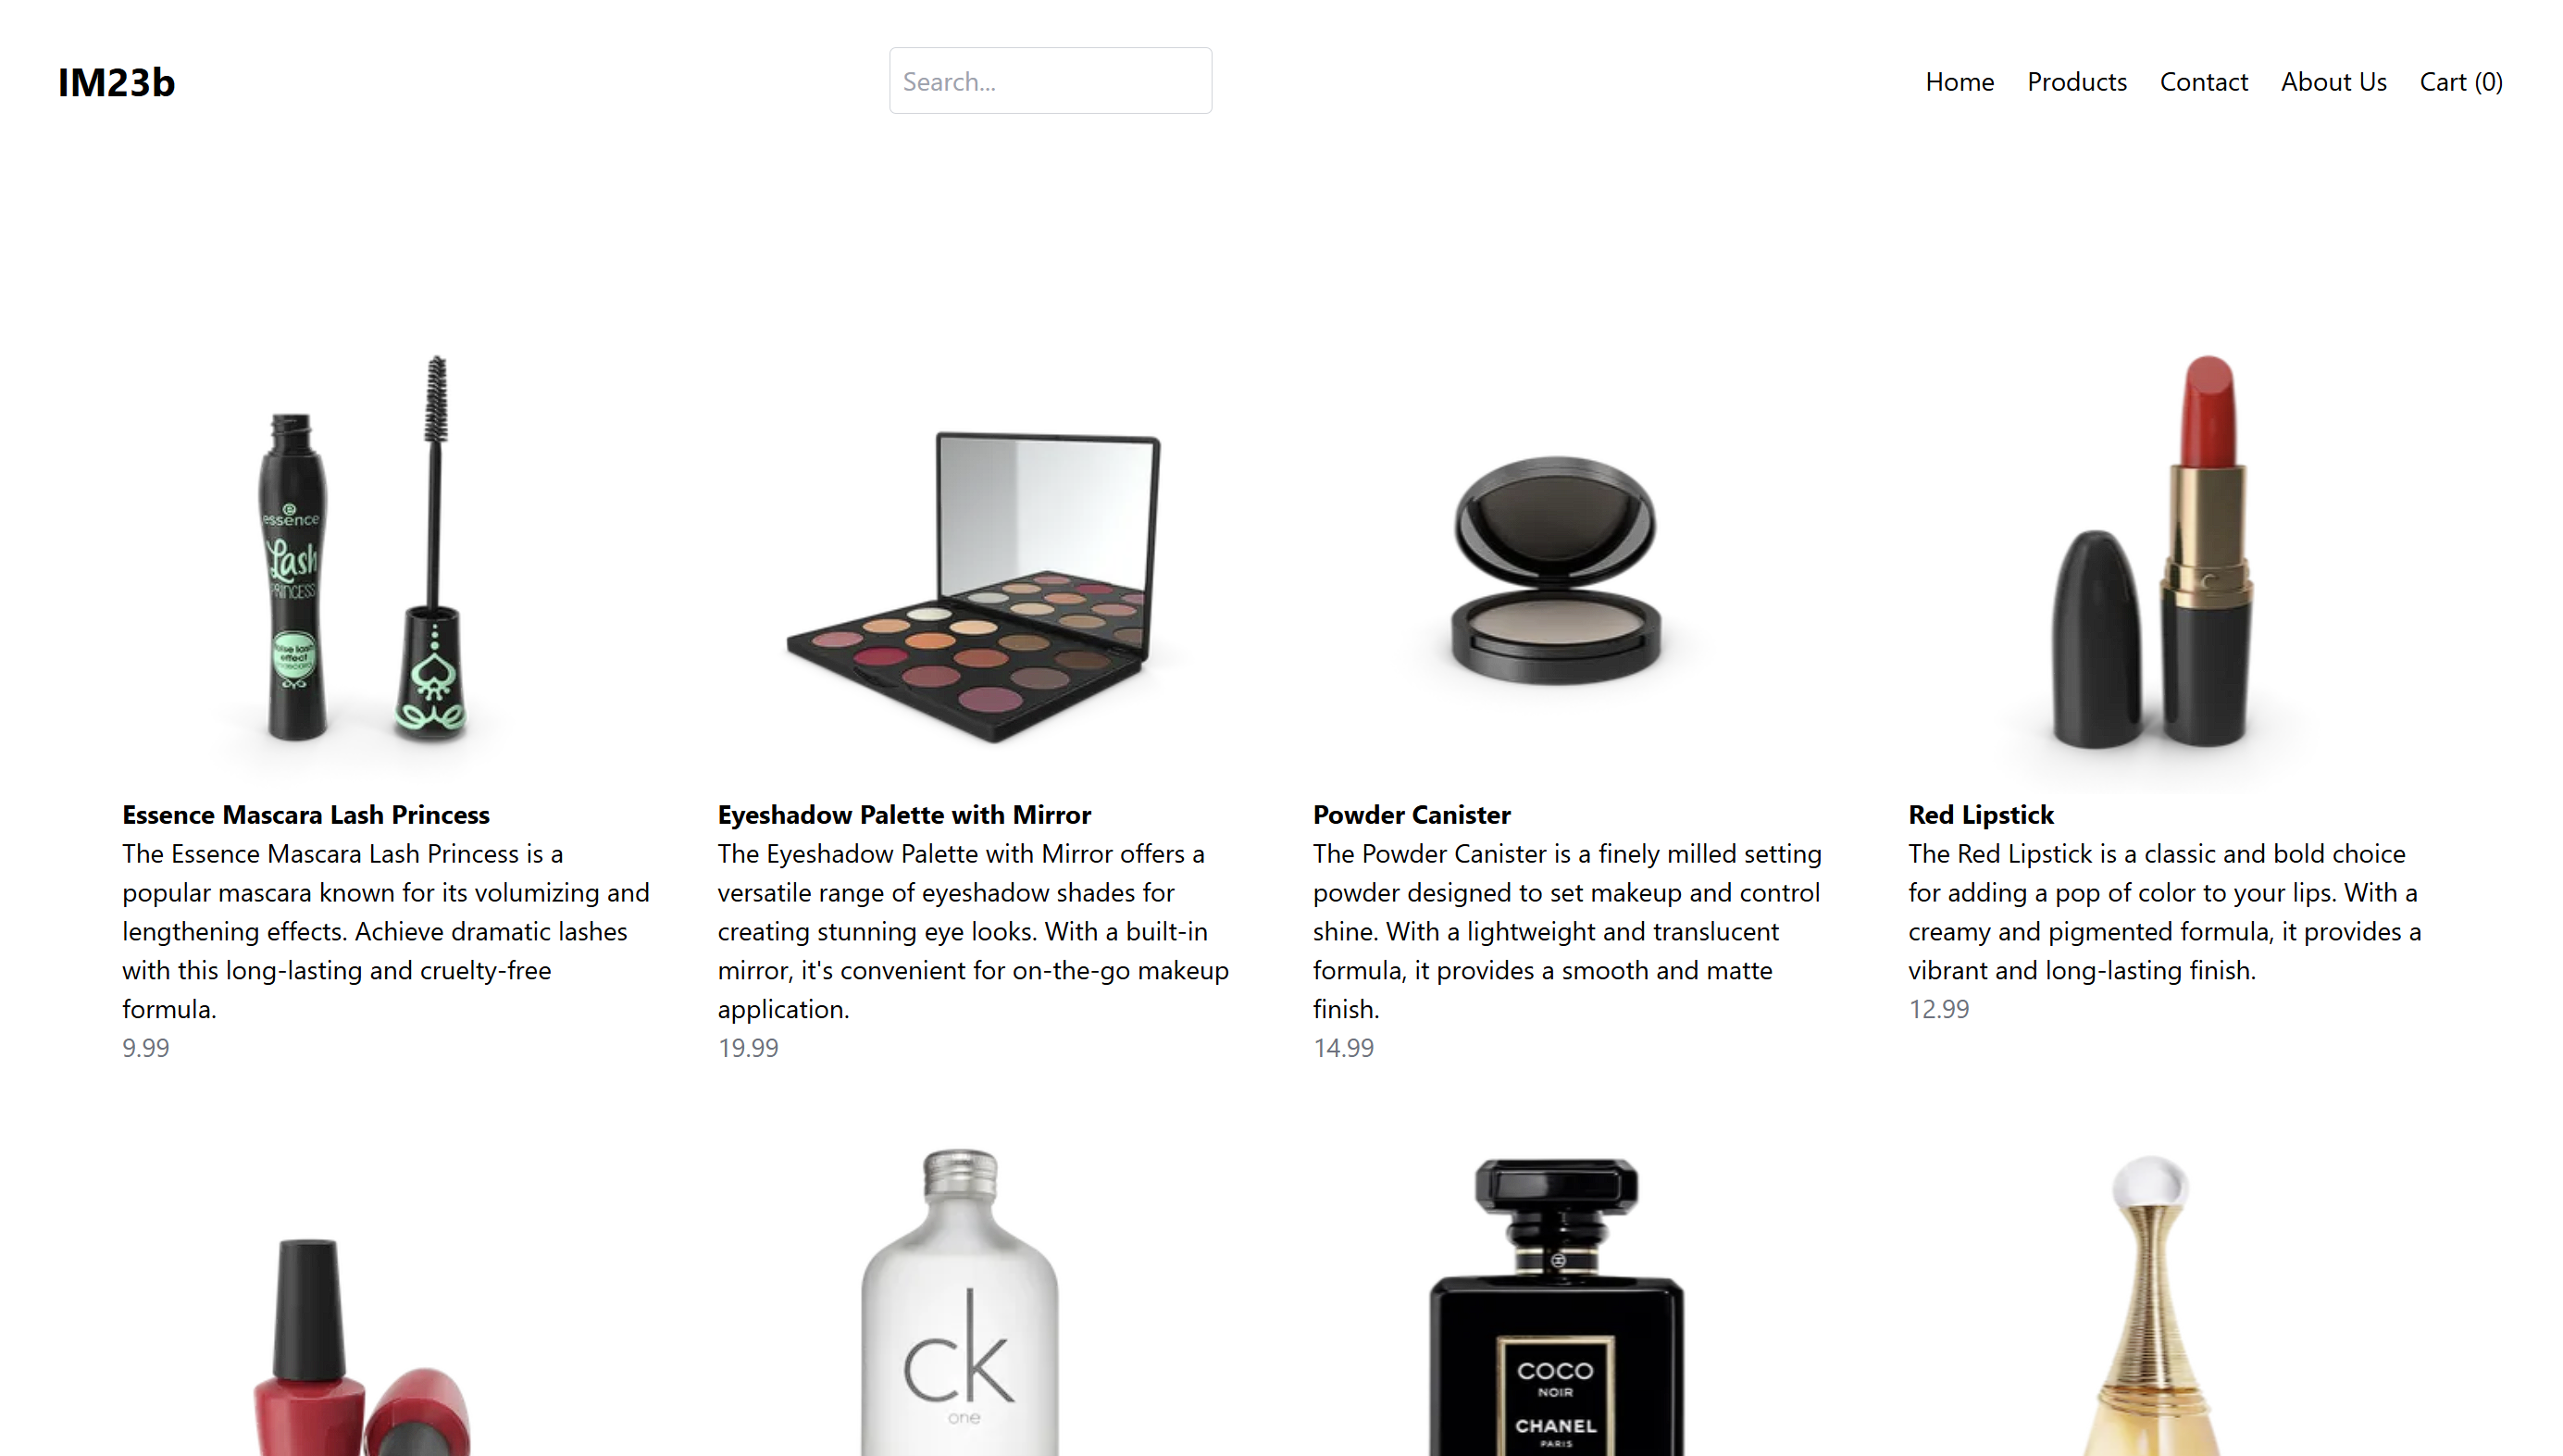 IM23b
Search...
Home Products Contact About Us Cart (0)
essence
Lash
PRINCESS
false lash
effect
mascara
Essence Mascara Lash Princess
The Essence Mascara Lash Princess is a
popular mascara known for its volumizing and
lengthening effects. Achieve dramatic lashes
with this long-lasting and cruelty-free
formula.
9.99
Eyeshadow Palette with Mirror
The Eyeshadow Palette with Mirror offers a
versatile range of eyeshadow shades for
creating stunning eye looks. With a built-in
mirror, it's convenient for on-the-go makeup
application.
19.99
Powder Canister
The Powder Canister is a finely milled setting
powder designed to set makeup and control
shine. With a lightweight and translucent
formula, it provides a smooth and matte
finish.
14.99
Red Lipstick
The Red Lipstick is a classic and bold choice
for adding a pop of color to your lips. With a
creamy and pigmented formula, it provides a
vibrant and long-lasting finish.
12.99
ck
one
COCO
NOIR
CHANEL
PARIS